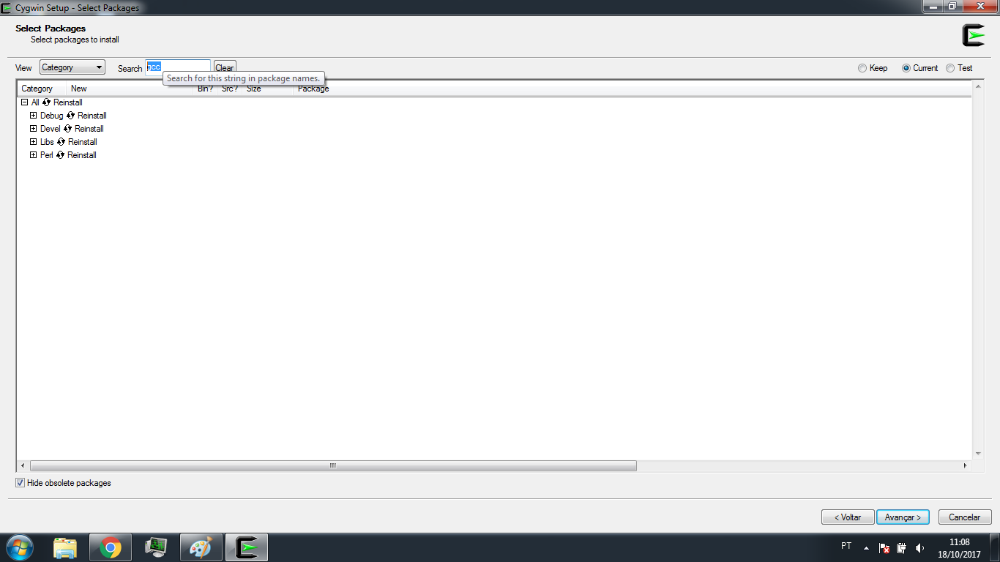 Cygwin Setup - Select Packages
Select Packages
Select packages to install
View Category Search gcc Clear Keep Current Test
Search for this string in package names.
Category New Bin? Src? Size Package
All Reinstall
Debug Reinstall
Devel Reinstall
Libs Reinstall
Perl Reinstall
Hide obsolete packages
< Voltar Avançar > Cancelar
PT 11:08
18/10/2017